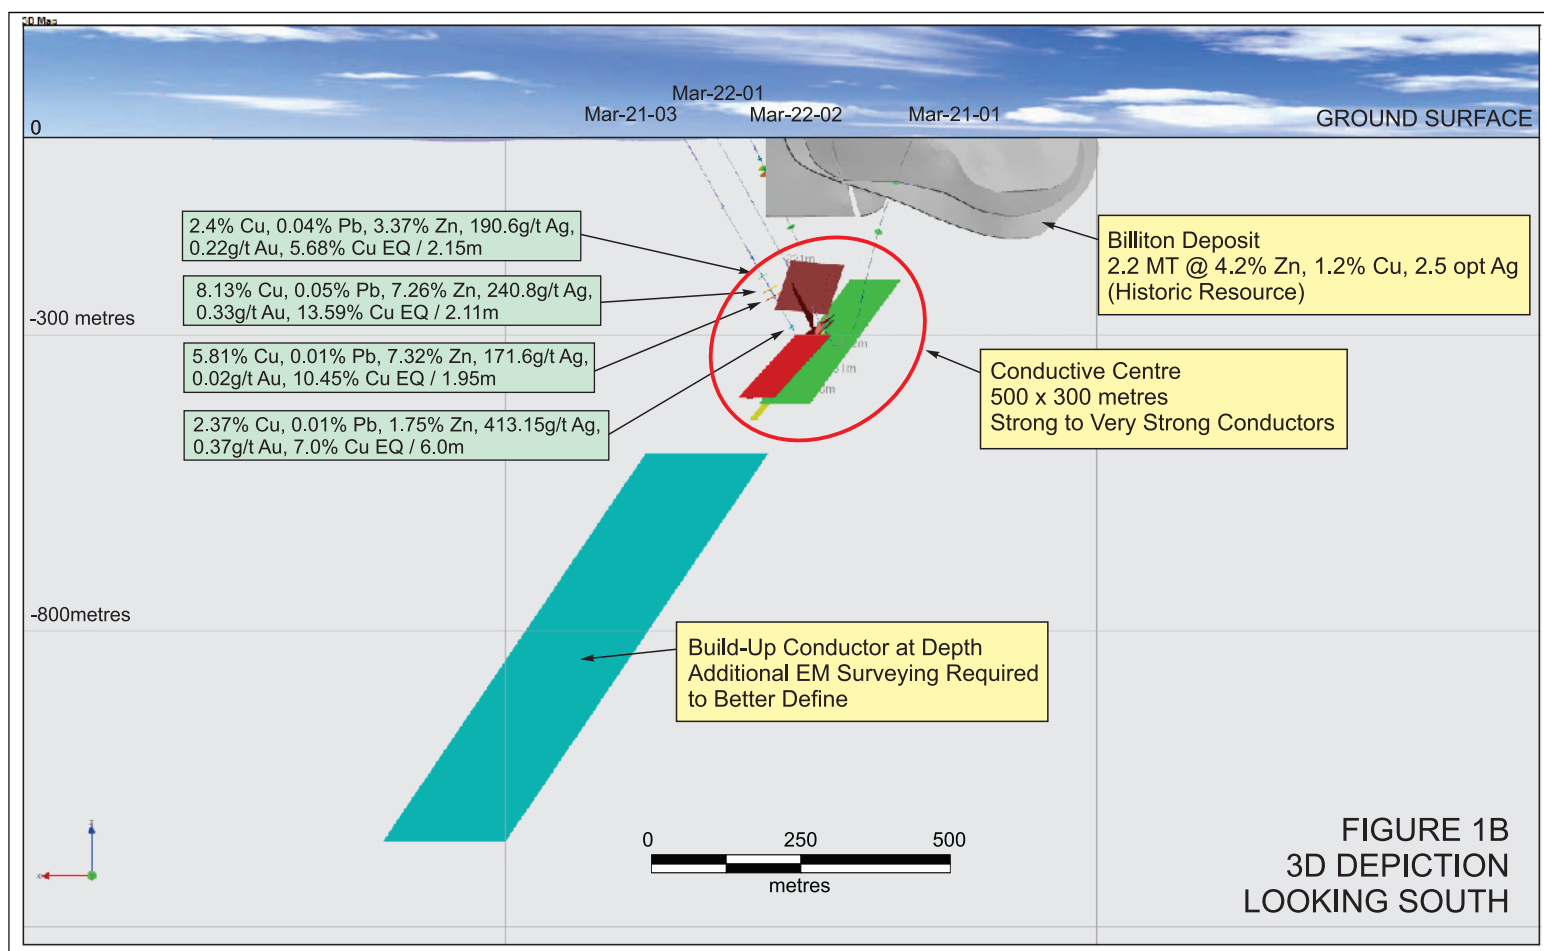 3D Map
Mar-22-01
Mar-21-03
Mar-22-02
Mar-21-01
0
GROUND SURFACE
2.4% Cu, 0.04% Pb, 3.37% Zn, 190.6g/t Ag,
0.22g/t Au, 5.68% Cu EQ / 2.15m
8.13% Cu, 0.05% Pb, 7.26% Zn, 240.8g/t Ag,
0.33g/t Au, 13.59% Cu EQ / 2.11m
-300 metres
5.81% Cu, 0.01% Pb, 7.32% Zn, 171.6g/t Ag,
0.02g/t Au, 10.45% Cu EQ / 1.95m
2.37% Cu, 0.01% Pb, 1.75% Zn, 413.15g/t Ag,
0.37g/t Au, 7.0% Cu EQ / 6.0m
Billiton Deposit
2.2 MT @ 4.2% Zn, 1.2% Cu, 2.5 opt Ag
(Historic Resource)
Conductive Centre
500 x 300 metres
Strong to Very Strong Conductors
-800metres
Build-Up Conductor at Depth
Additional EM Surveying Required
to Better Define
0 250 500
metres
Z
X
FIGURE 1B
3D DEPICTION
LOOKING SOUTH